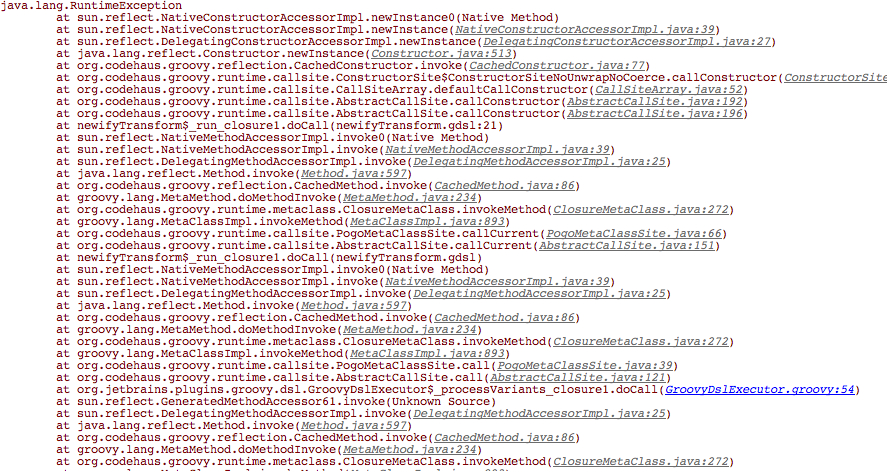 java.lang.RuntimeException
at sun.reflect.NativeConstructorAccessorImpl.newInstance0(Native Method)
at sun.reflect.NativeConstructorAccessorImpl.newInstance(NativeConstructorAccessorImpl.java:39)
at sun.reflect.DelegatingConstructorAccessorImpl.newInstance(DelegatingConstructorAccessorImpl.java:27)
at java.lang.reflect.Constructor.newInstance(Constructor.java:513)
at org.codehaus.groovy.reflection.CachedConstructor.invoke(CachedConstructor.java:77)
at org.codehaus.groovy.runtime.callsite.ConstructorSite$ConstructorSiteNoUnwrapNoCoerce.callConstructor(ConstructorSite
at org.codehaus.groovy.runtime.callsite.CallSiteArray.defaultCallConstructor(CallSiteArray.java:52)
at org.codehaus.groovy.runtime.callsite.AbstractCallSite.callConstructor(AbstractCallSite.java:192)
at org.codehaus.groovy.runtime.callsite.AbstractCallSite.callConstructor(AbstractCallSite.java:196)
at newifyTransform$_run_closure1.doCall(newifyTransform.gdsl:21)
at sun.reflect.NativeMethodAccessorImpl.invoke0(Native Method)
at sun.reflect.NativeMethodAccessorImpl.invoke(NativeMethodAccessorImpl.java:39)
at sun.reflect.DelegatingMethodAccessorImpl.invoke(DelegatingMethodAccessorImpl.java:25)
at java.lang.reflect.Method.invoke(Method.java:597)
at org.codehaus.groovy.reflection.CachedMethod.invoke(CachedMethod.java:86)
at groovy.lang.MetaMethod.doMethodInvoke(MetaMethod.java:234)
at org.codehaus.groovy.runtime.metaclass.ClosureMetaClass.invokeMethod(ClosureMetaClass.java:272)
at groovy.lang.MetaClassImpl.invokeMethod(MetaClassImpl.java:893)
at org.codehaus.groovy.runtime.callsite.PogoMetaClassSite.callCurrent(PogoMetaClassSite.java:66)
at org.codehaus.groovy.runtime.callsite.AbstractCallSite.callCurrent(AbstractCallSite.java:151)
at newifyTransform$_run_closure1.doCall(newifyTransform.gdsl)
at sun.reflect.NativeMethodAccessorImpl.invoke0(Native Method)
at sun.reflect.NativeMethodAccessorImpl.invoke(NativeMethodAccessorImpl.java:39)
at sun.reflect.DelegatingMethodAccessorImpl.invoke(DelegatingMethodAccessorImpl.java:25)
at java.lang.reflect.Method.invoke(Method.java:597)
at org.codehaus.groovy.reflection.CachedMethod.invoke(CachedMethod.java:86)
at groovy.lang.MetaMethod.doMethodInvoke(MetaMethod.java:234)
at org.codehaus.groovy.runtime.metaclass.ClosureMetaClass.invokeMethod(ClosureMetaClass.java:272)
at groovy.lang.MetaClassImpl.invokeMethod(MetaClassImpl.java:893)
at org.codehaus.groovy.runtime.callsite.PogoMetaClassSite.call(PogoMetaClassSite.java:39)
at org.codehaus.groovy.runtime.callsite.AbstractCallSite.call(AbstractCallSite.java:121)
at org.jetbrains.plugins.groovy.dsl.GroovyDslExecutor$_processVariants_closure1.doCall(GroovyDslExecutor.groovy:54)
at sun.reflect.GeneratedMethodAccessor61.invoke(Unknown Source)
at sun.reflect.DelegatingMethodAccessorImpl.invoke(DelegatingMethodAccessorImpl.java:25)
at java.lang.reflect.Method.invoke(Method.java:597)
at org.codehaus.groovy.reflection.CachedMethod.invoke(CachedMethod.java:86)
at groovy.lang.MetaMethod.doMethodInvoke(MetaMethod.java:234)
at org.codehaus.groovy.runtime.metaclass.ClosureMetaClass.invokeMethod(ClosureMetaClass.java:272)